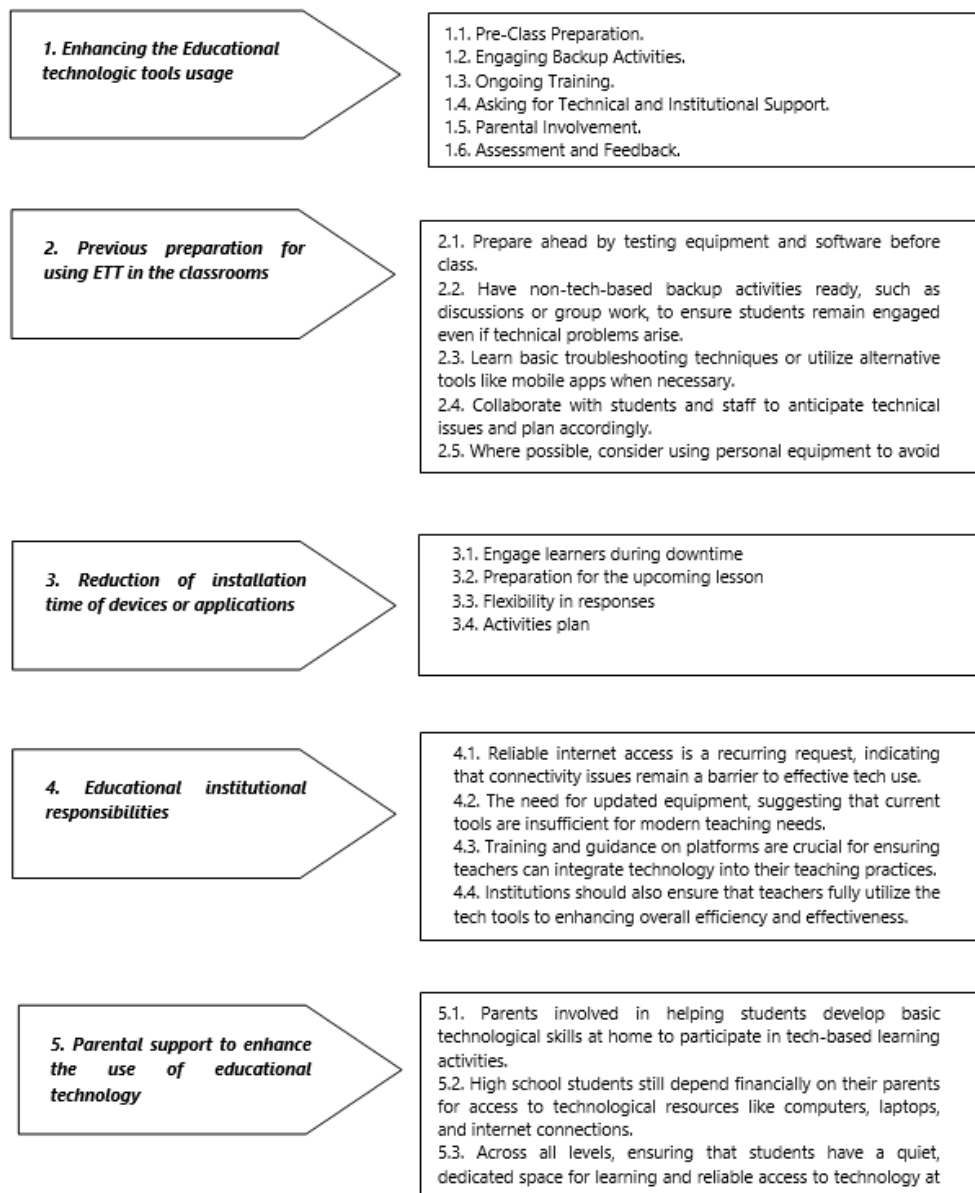 1. Enhancing the Educational
technologic tools usage
1.1. Pre-Class Preparation.
1.2. Engaging Backup Activities.
1.3. Ongoing Training.
1.4. Asking for Technical and Institutional Support.
1.5. Parental Involvement.
1.6. Assessment and Feedback.
2. Previous preparation for
using ETT in the classrooms
2.1. Prepare ahead by testing equipment and software before
class.
2.2. Have non-tech-based backup activities ready, such as
discussions or group work, to ensure students remain engaged
even if technical problems arise.
2.3. Learn basic troubleshooting techniques or utilize alternative
tools like mobile apps when necessary.
2.4. Collaborate with students and staff to anticipate technical
issues and plan accordingly.
2.5. Where possible, consider using personal equipment to avoid
3. Reduction of installation
time of devices or applications
3.1. Engage learners during downtime
3.2. Preparation for the upcoming lesson
3.3. Flexibility in responses
3.4. Activities plan
4. Educational institutional
responsibilities
4.1. Reliable internet access is a recurring request, indicating
that connectivity issues remain a barrier to effective tech use.
4.2. The need for updated equipment, suggesting that current
tools are insufficient for modern teaching needs.
4.3. Training and guidance on platforms are crucial for ensuring
teachers can integrate technology into their teaching practices.
4.4. Institutions should also ensure that teachers fully utilize the
tech tools to enhancing overall efficiency and effectiveness.
5. Parental support to enhance
the use of educational
technology
5.1. Parents involved in helping students develop basic
technological skills at home to participate in tech-based learning
activities.
5.2. High school students still depend financially on their parents
for access to technological resources like computers, laptops,
and internet connections.
5.3. Across all levels, ensuring that students have a quiet,
dedicated space for learning and reliable access to technology at